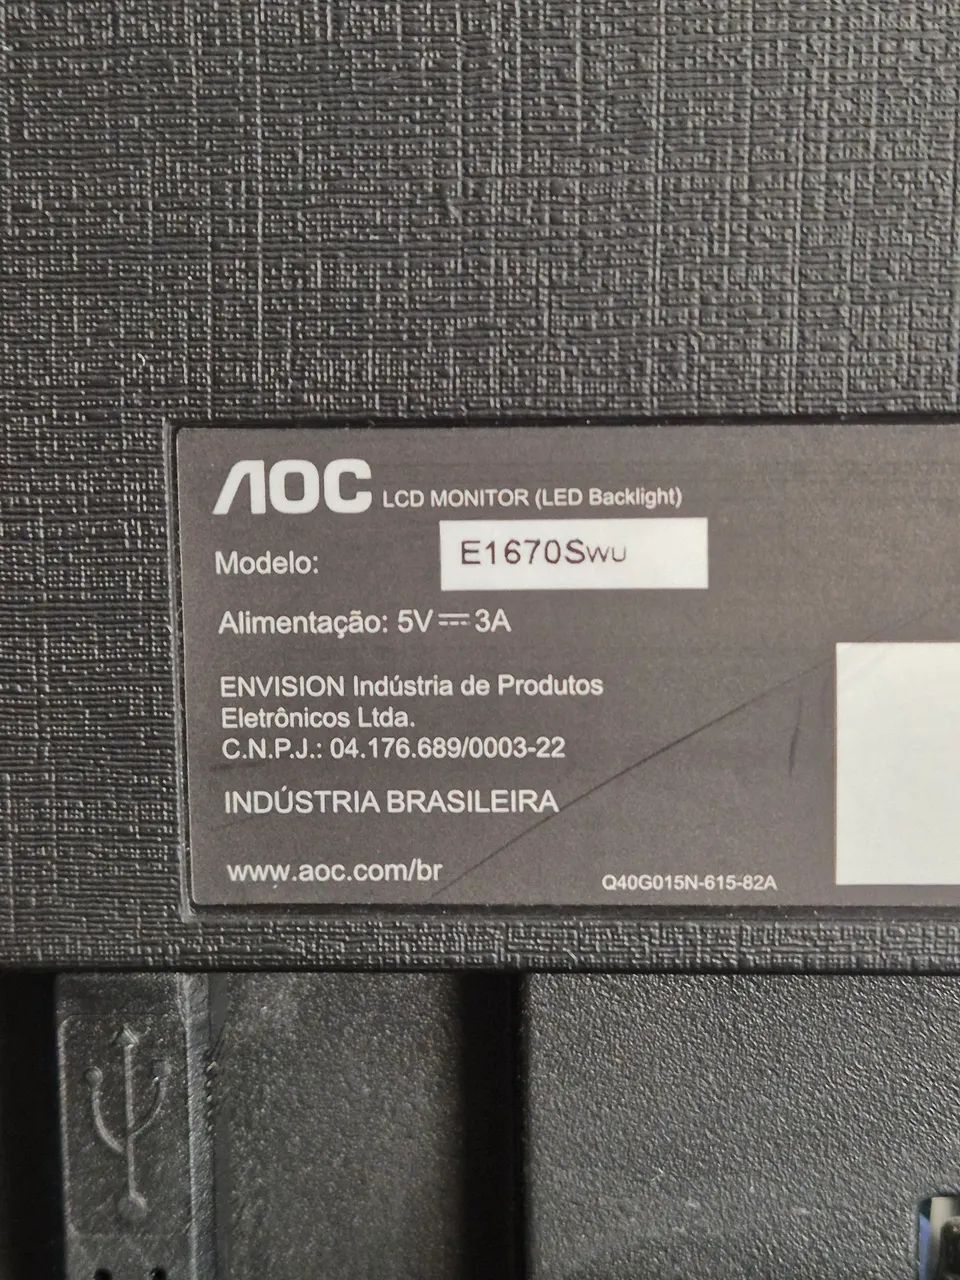 AOC LCD MONITOR (LED Backlight)
Modelo: E1670Swu
Alimentação: 5V⎓3A
ENVISION Indústria de Produtos
Eletrônicos Ltda.
C.N.P.J.: 04.176.689/0003-22
INDÚSTRIA BRASILEIRA
www.aoc.com/br
Q40G015N-615-82A